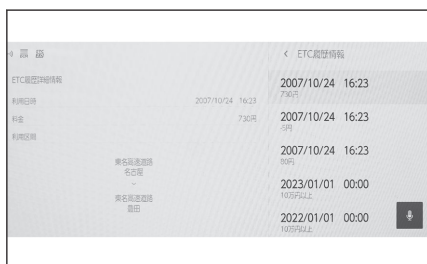 ETC履歴詳細情報
利用日時 2007/10/24 16:23
料金 730円
利用区間
東名高速道路
名古屋
～
東名高速道路
豊田
< ETC履歴情報
2007/10/24 16:23
730円
2007/10/24 16:23
-5円
2007/10/24 16:23
80円
2023/01/01 00:00
10万円以上
2022/01/01 00:00
10万円以上